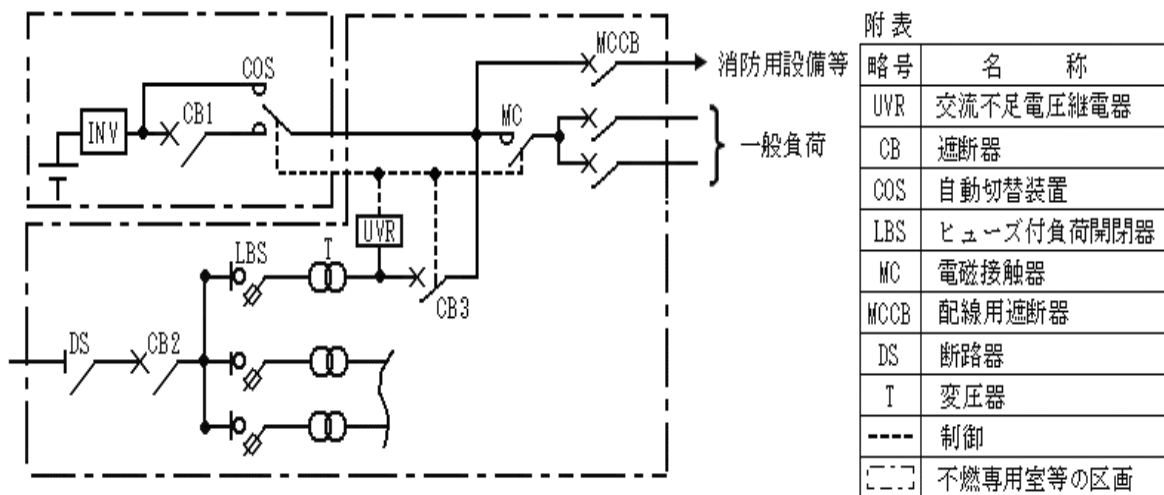 COS
CB1
INV
MCCB
消防用設備等
MC
一般負荷
UVR
LBS
T
CB3
DS
CB2
附表
略号 名 称
UVR 交流不足電圧継電器
CB 遮断器
COS 自動切替装置
LBS ヒューズ付負荷開閉器
MC 電磁接触器
MCCB 配線用遮断器
DS 断路器
T 変圧器
制御
不燃専用室等の区画